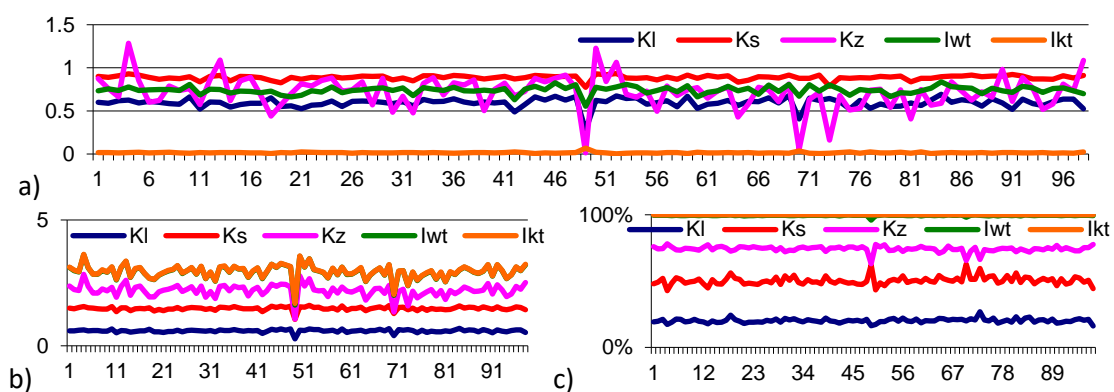 1.5
Kl Ks Kz Iwt Ikt
1
0.5
0
1 6 11 16 21 26 31 36 41 46 51 56 61 66 71 76 81 86 91 96
a)
5
Kl Ks Kz Iwt Ikt
0
1 11 21 31 41 51 61 71 81 91
b)
100%
Kl Ks Kz Iwt Ikt
0%
1 12 23 34 45 56 67 78 89
c)